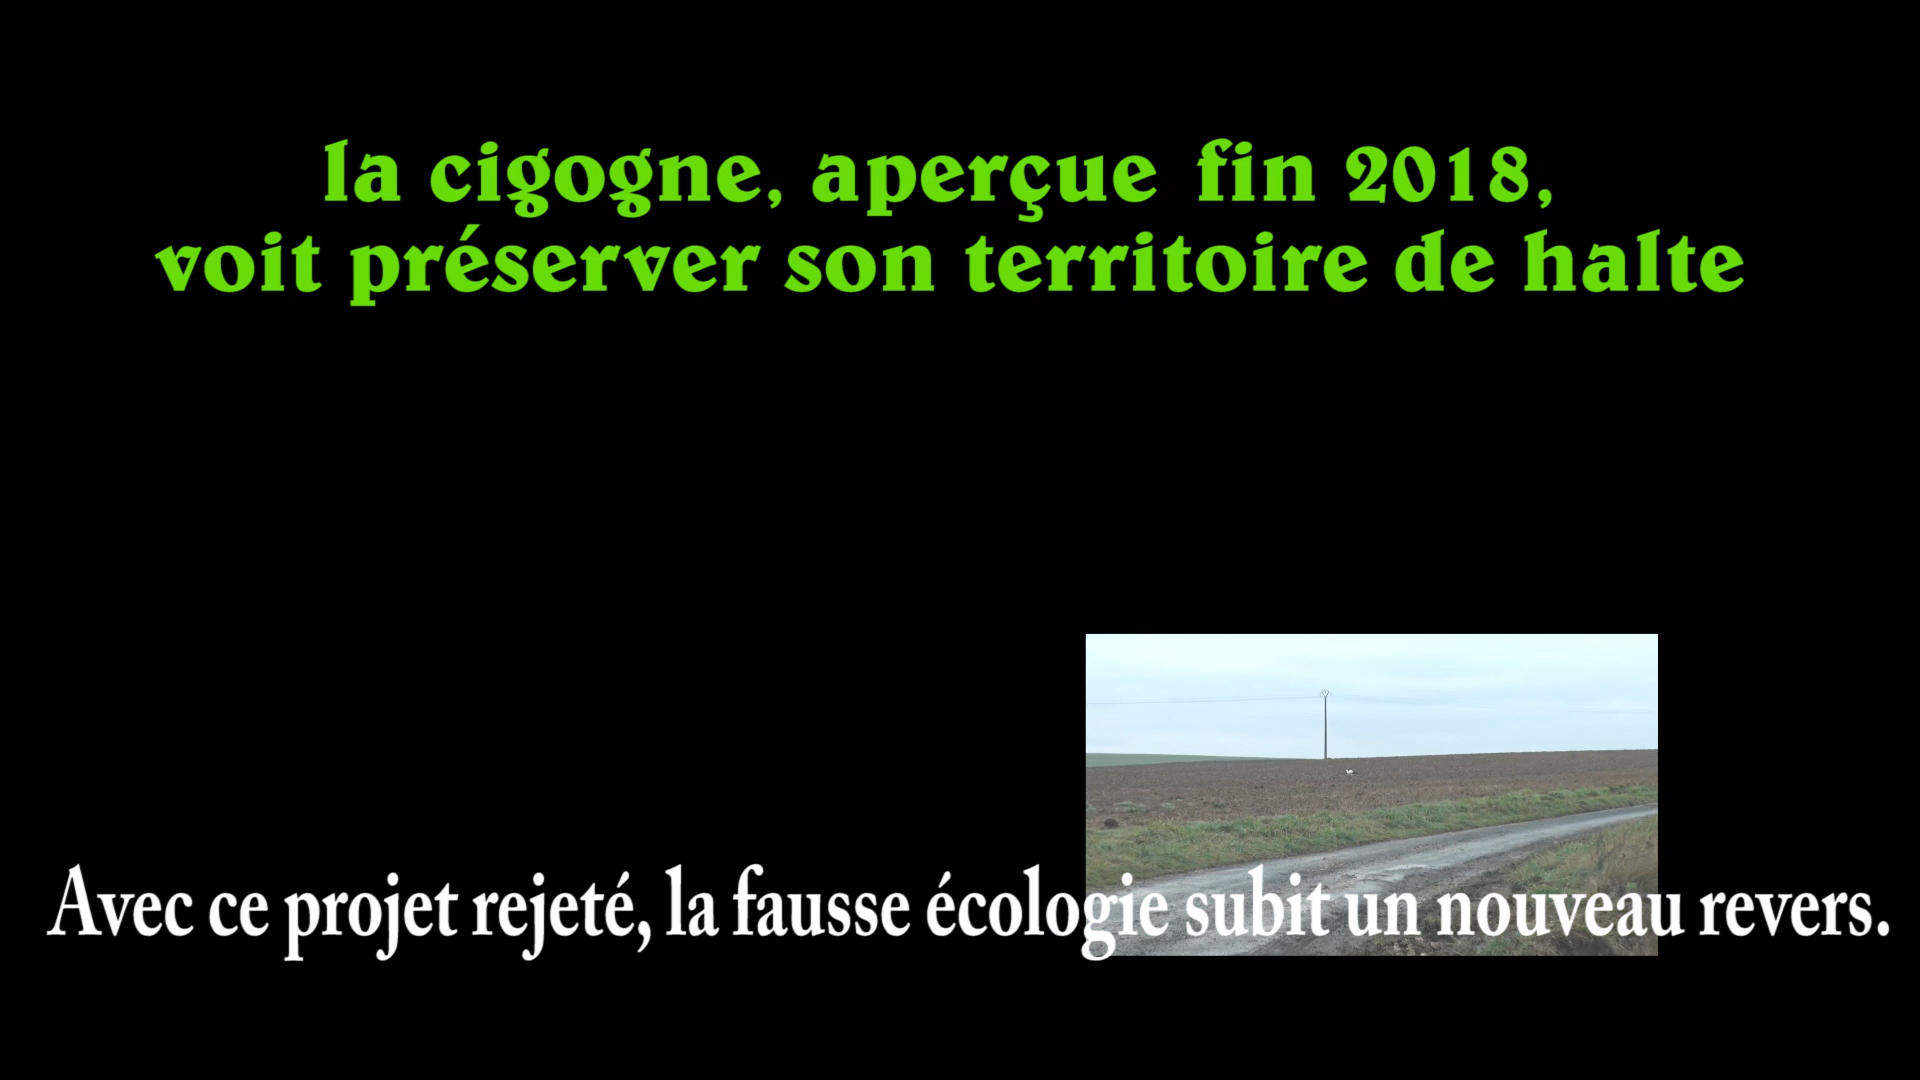 la cigogne, aperçue fin 2018,
voit préserver son territoire de halte
Avec ce projet rejeté, la fausse écologie subit un nouveau revers.